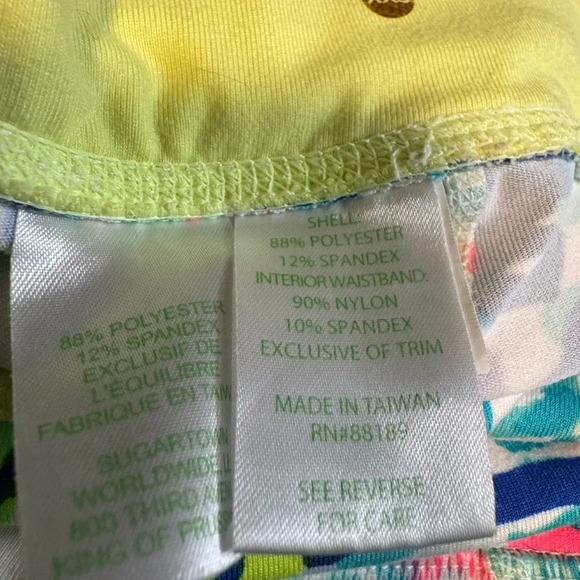 88% POLYESTER
12% SPANDEX
EXCLUSIF DE
L'ÉQUILIBRE
FABRIQUE EN
SUGARTOWN
WORLDWIDE
800 THIRD
KING OF
SHELL:
88% POLYESTER
12% SPANDEX
INTERIOR WAISTBAND:
90% NYLON
10% SPANDEX
EXCLUSIVE OF TRIM
MADE IN TAIWAN
RN#88189
SEE REVERSE
FOR CARE